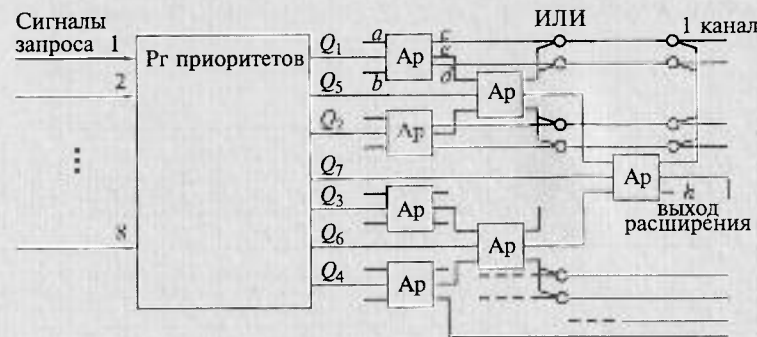 Сигналы
запроса 1
2
8
Рг приоритетов
Q1
Q5
Q2
Q7
Q3
Q6
Q4
a
b
c
g
d
Ар
Ар
Ар
Ар
Ар
Ар
Ар
ИЛИ
1 канал
k
выход
расширения